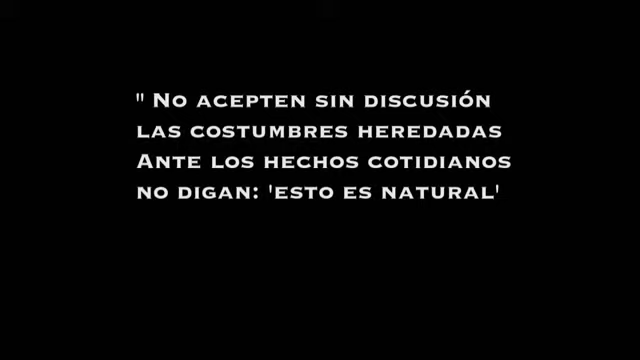 " No acepten sin discusión
las costumbres heredadas
Ante los hechos cotidianos
no digan: 'esto es natural'